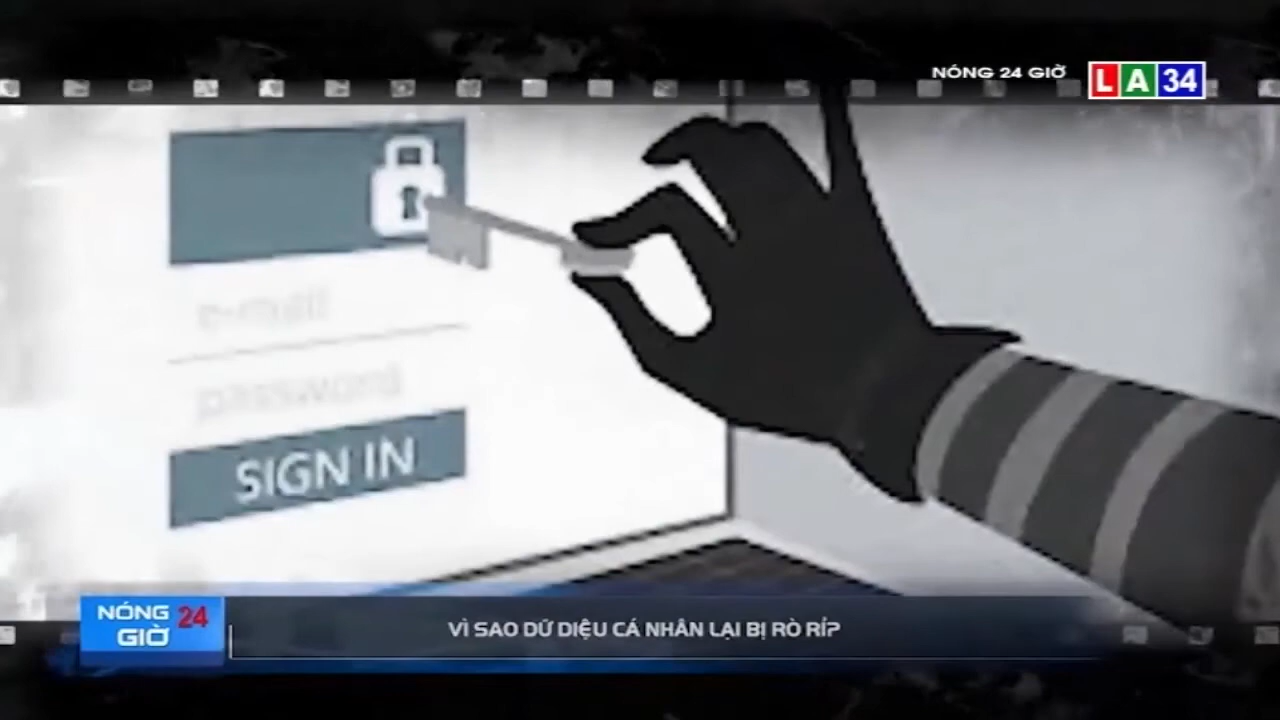 NÓNG 24 GIỜ
LA34
e-mail
password
SIGN IN
NÓNG 24
GIỜ
VÌ SAO DỮ DIỆU CÁ NHÂN LẠI BỊ RÒ RỈ?